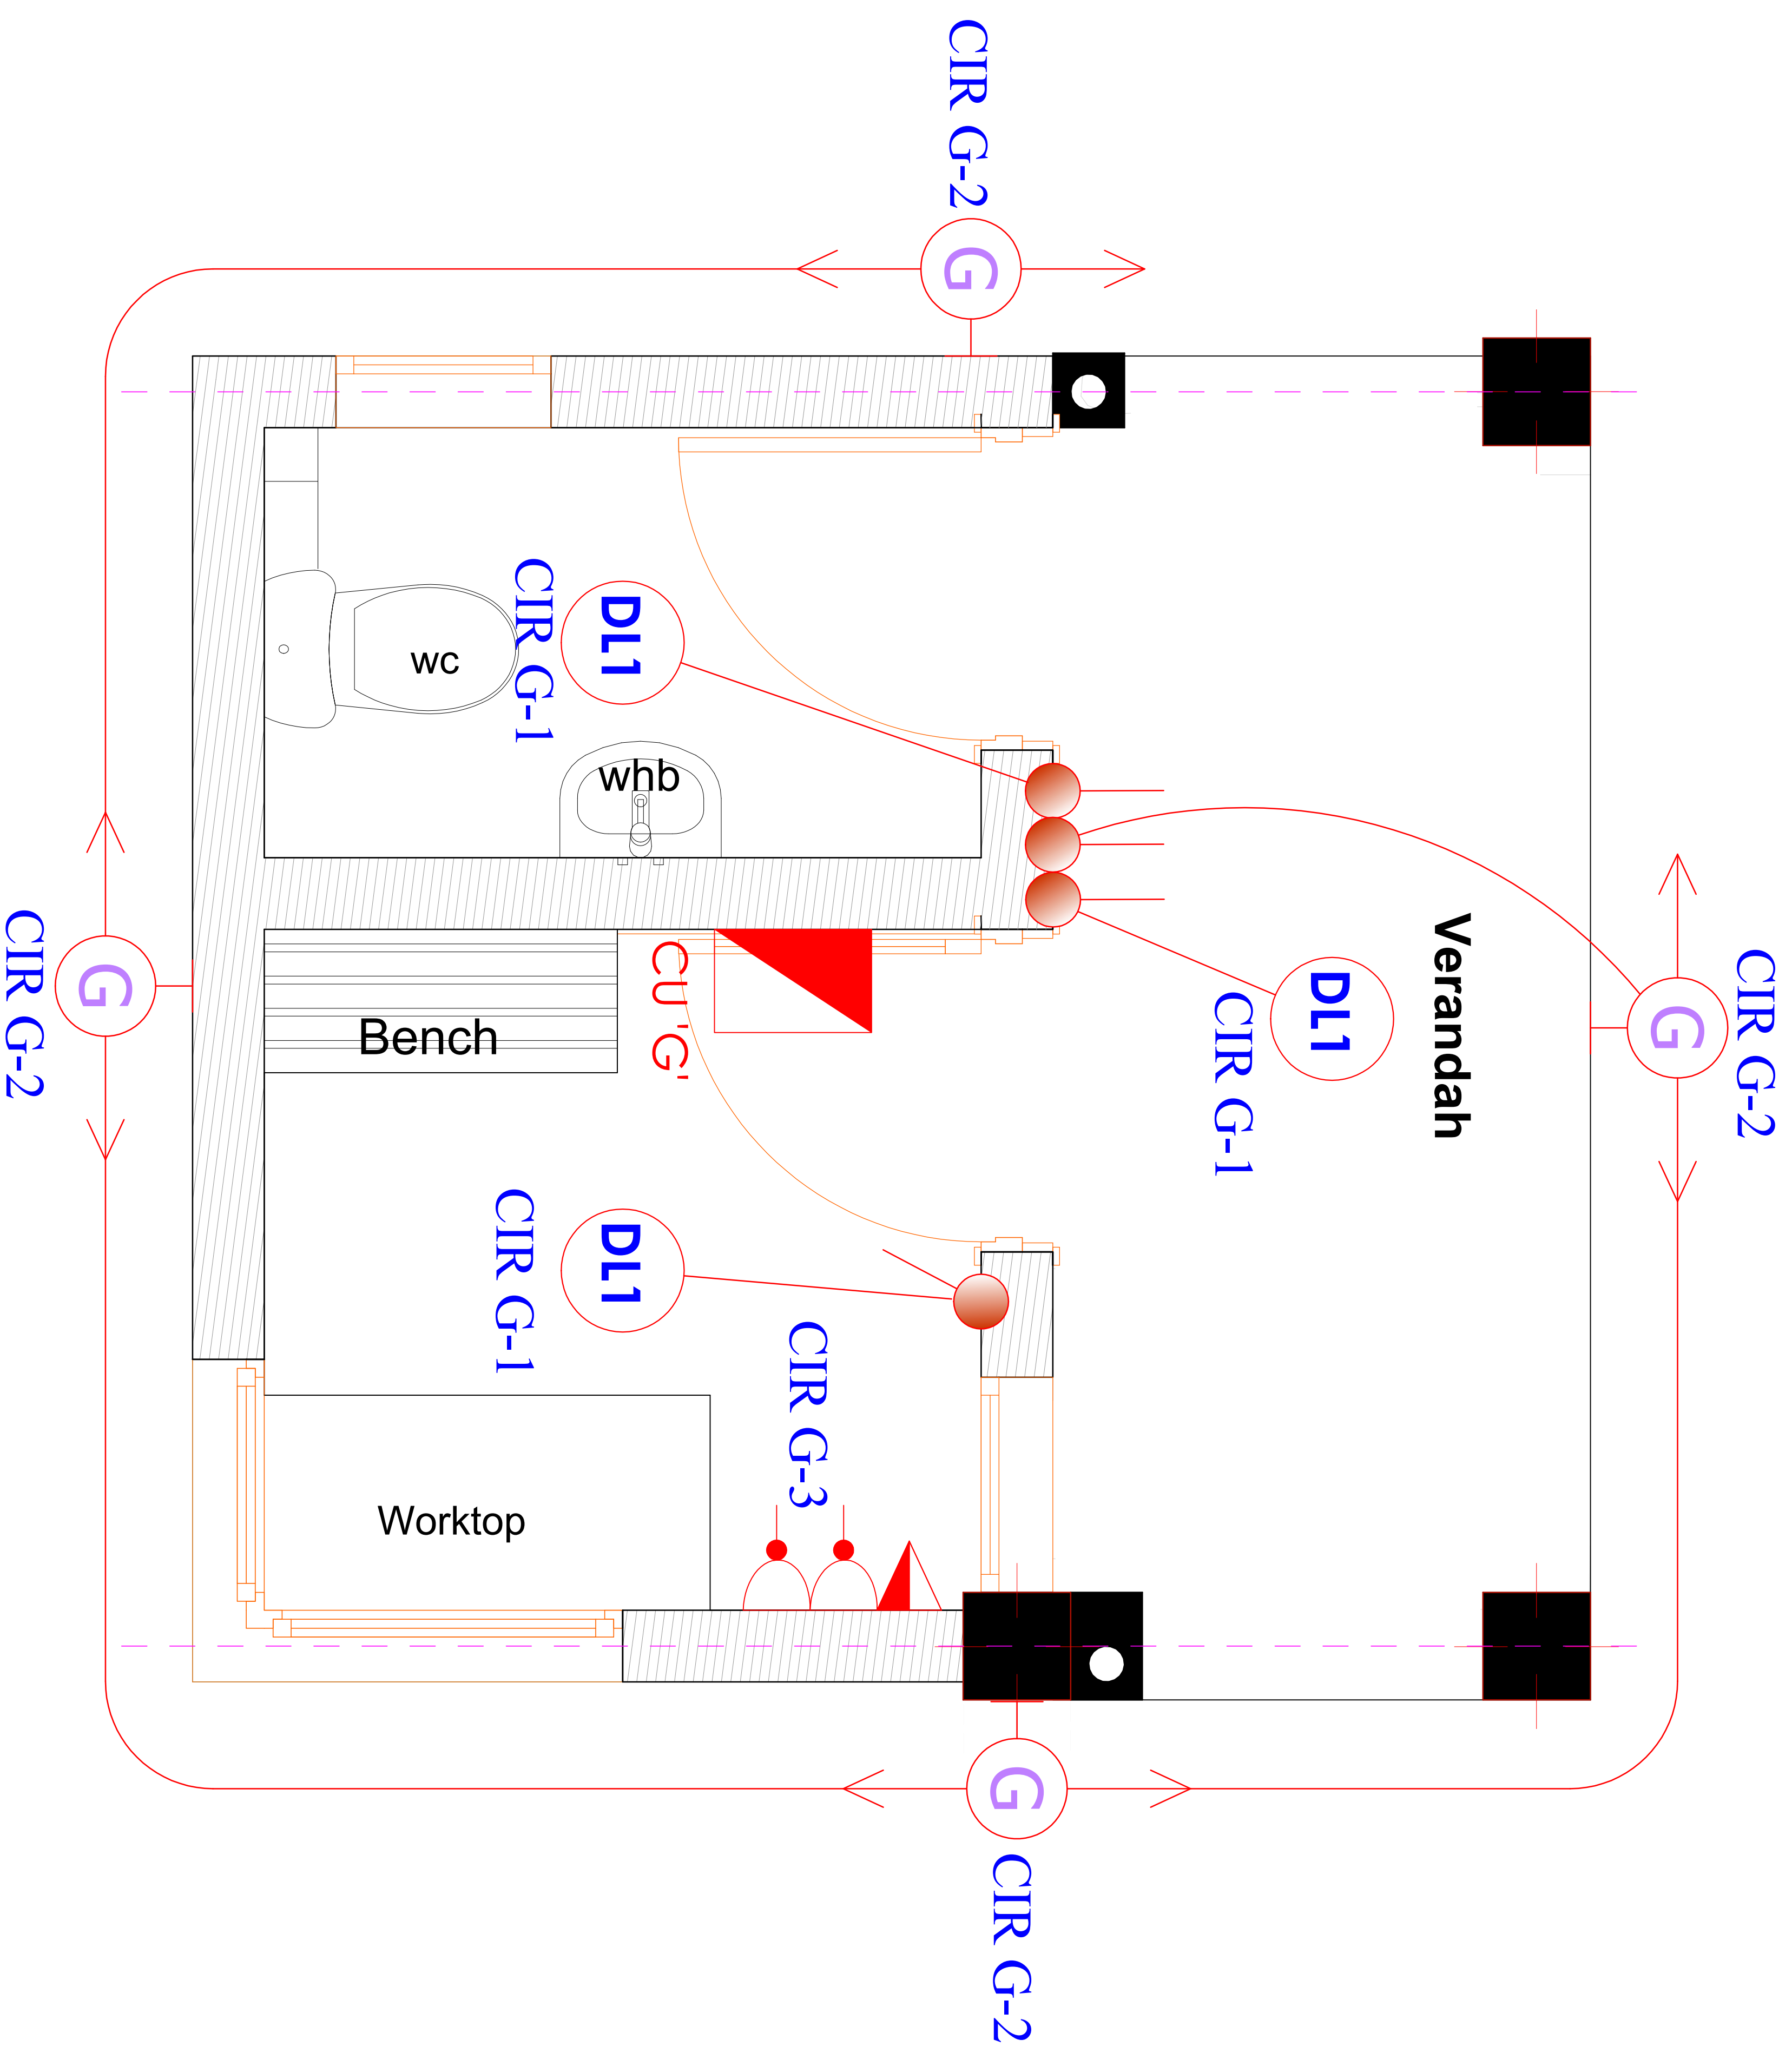 CIR G-2
G
CIR G-1
DL1
wc
whb
Verandah
CIR G-2
G
DL1
CIR G-1
CU 'G'
Bench
CIR G-2
G
CIR G-1
DL1
CIR G-3
Worktop
G
CIR G-2